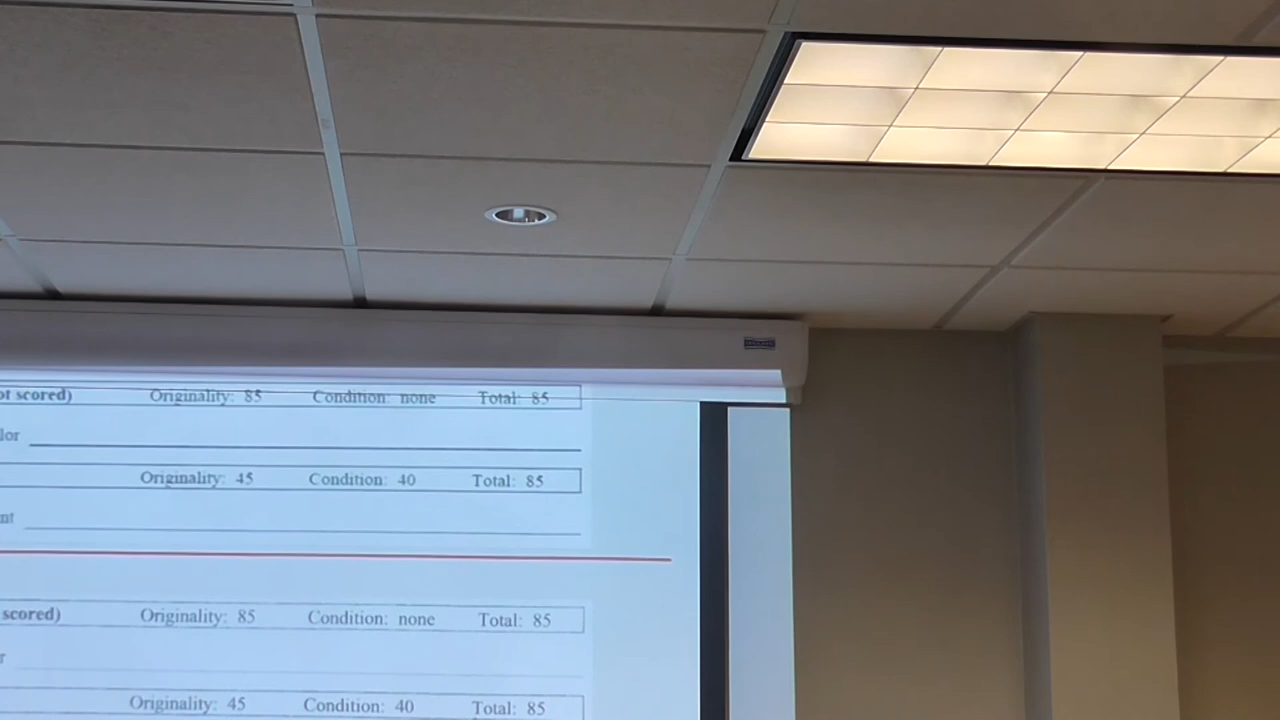 ot scored) Originality: 85 Condition: none Total: 85
lor
Originality: 45 Condition: 40 Total: 85
nt
scored) Originality: 85 Condition: none Total: 85
r
Originality: 45 Condition: 40 Total: 85